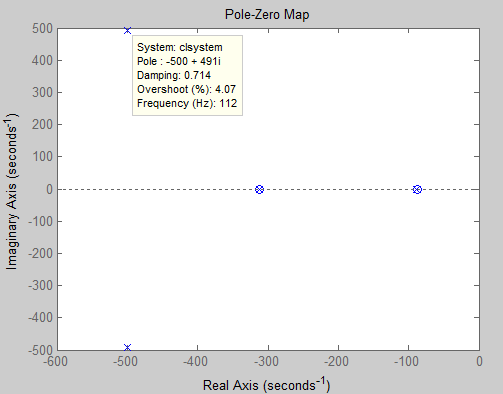 Pole-Zero Map
System: clsystem
Pole : -500 + 491i
Damping: 0.714
Overshoot (%): 4.07
Frequency (Hz): 112
500
400
300
200
100
0
-100
-200
-300
-400
-500
Imaginary Axis (seconds⁻¹)
-600 -500 -400 -300 -200 -100 0
Real Axis (seconds⁻¹)